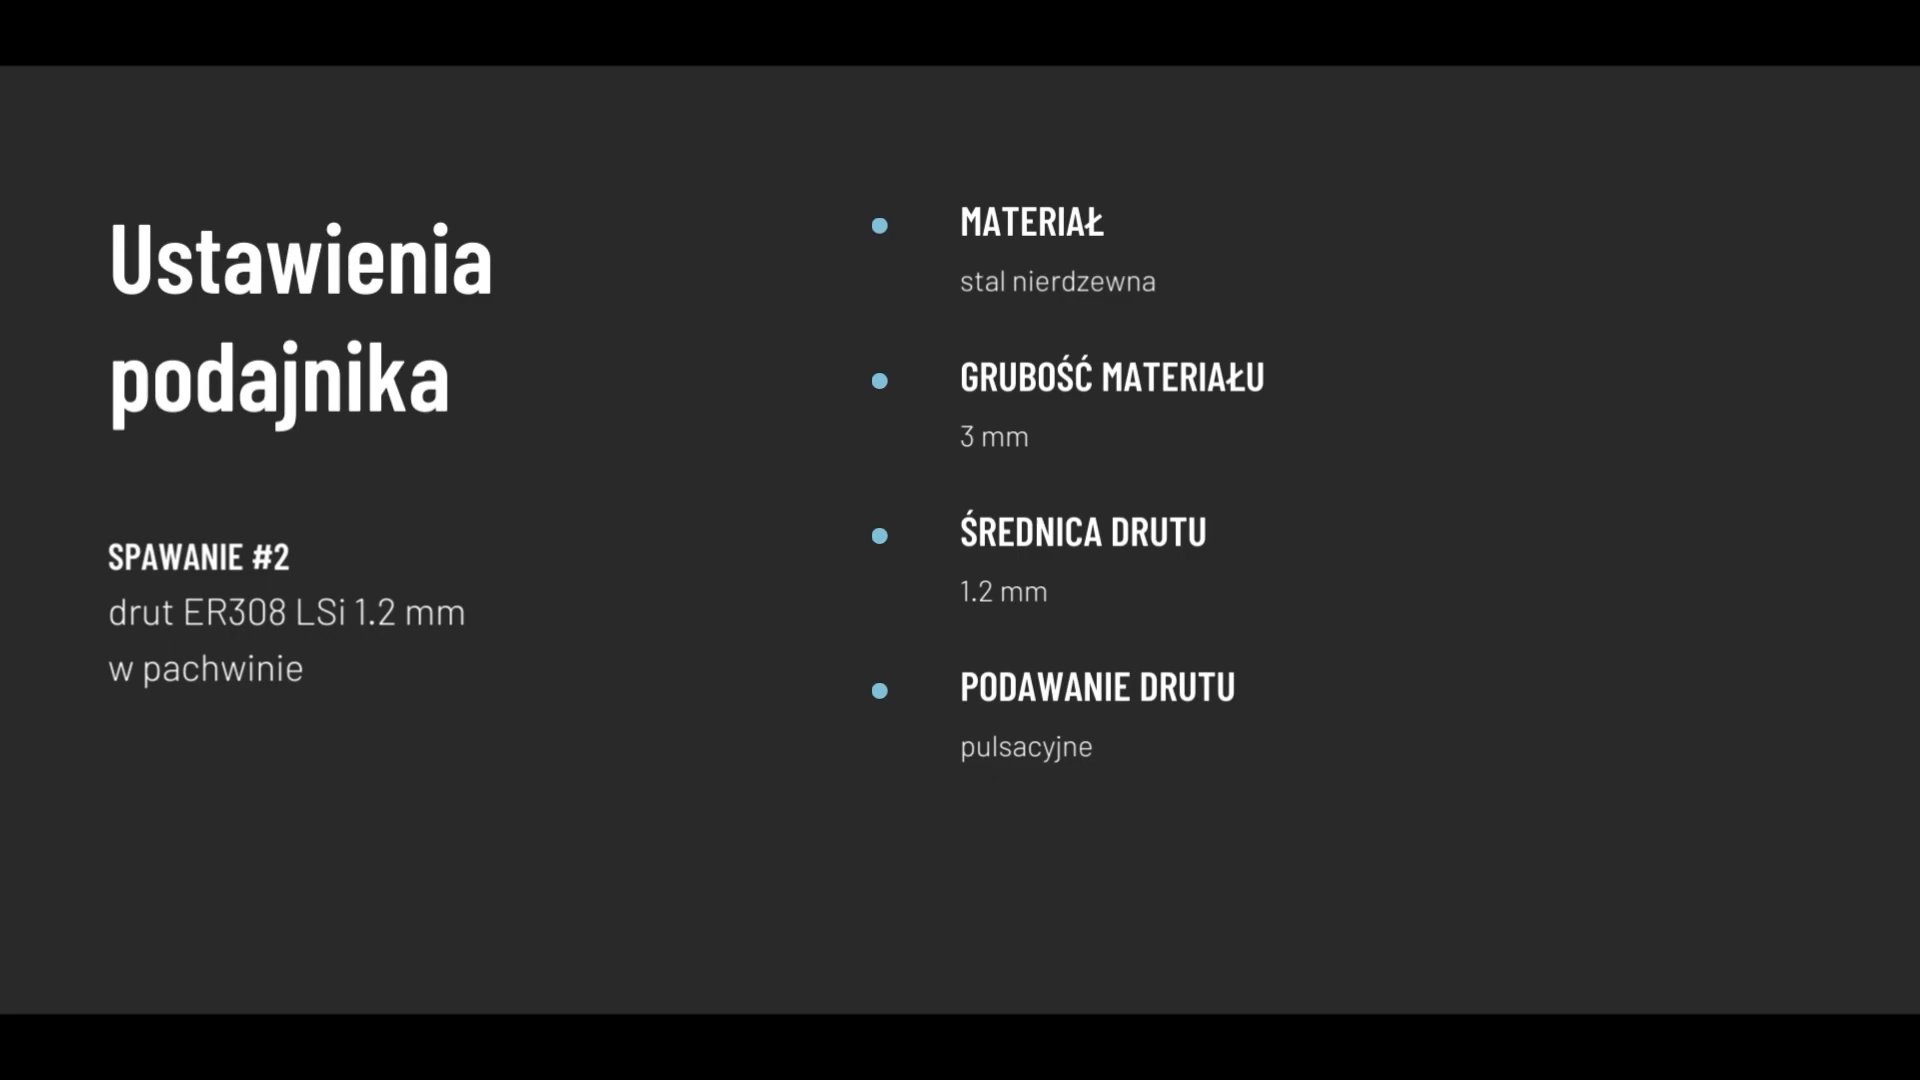 Ustawienia
podajnika
SPAWANIE #2
drut ER308 LSi 1.2 mm
w pachwinie
MATERIAŁ
stal nierdzewna
GRUBOŚĆ MATERIAŁU
3 mm
ŚREDNICA DRUTU
1.2 mm
PODAWANIE DRUTU
pulsacyjne